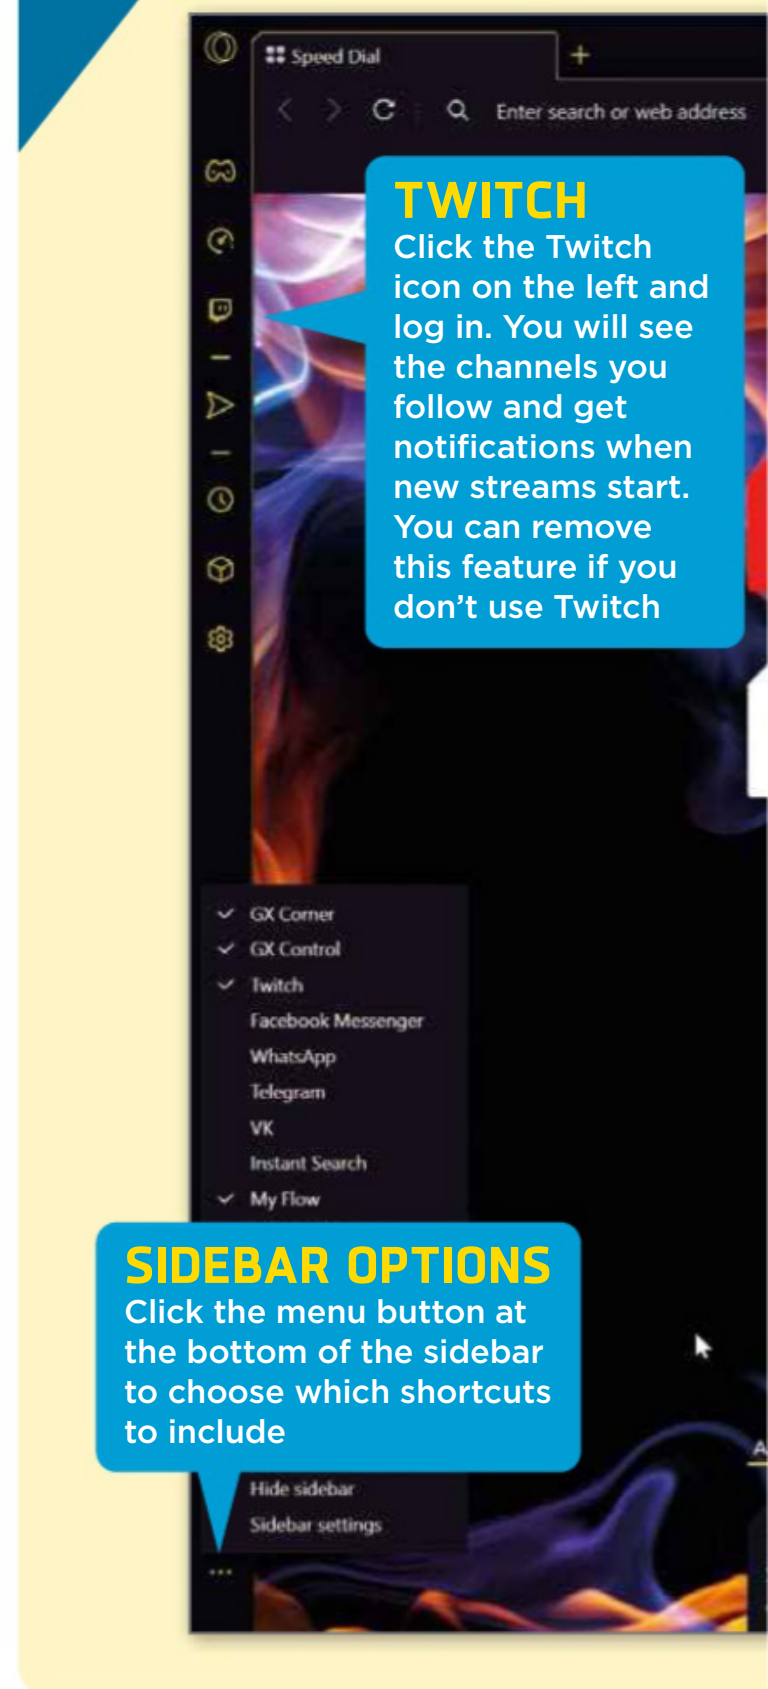 Speed Dial
Enter search or web address
TWITCH
Click the Twitch
icon on the left and
log in. You will see
the channels you
follow and get
notifications when
new streams start.
You can remove
this feature if you
don't use Twitch
GX Corner
GX Control
Twitch
Facebook Messenger
WhatsApp
Telegram
VK
Instant Search
My Flow
SIDEBAR OPTIONS
Click the menu button at
the bottom of the sidebar
to choose which shortcuts
to include
A
Hide sidebar
Sidebar settings